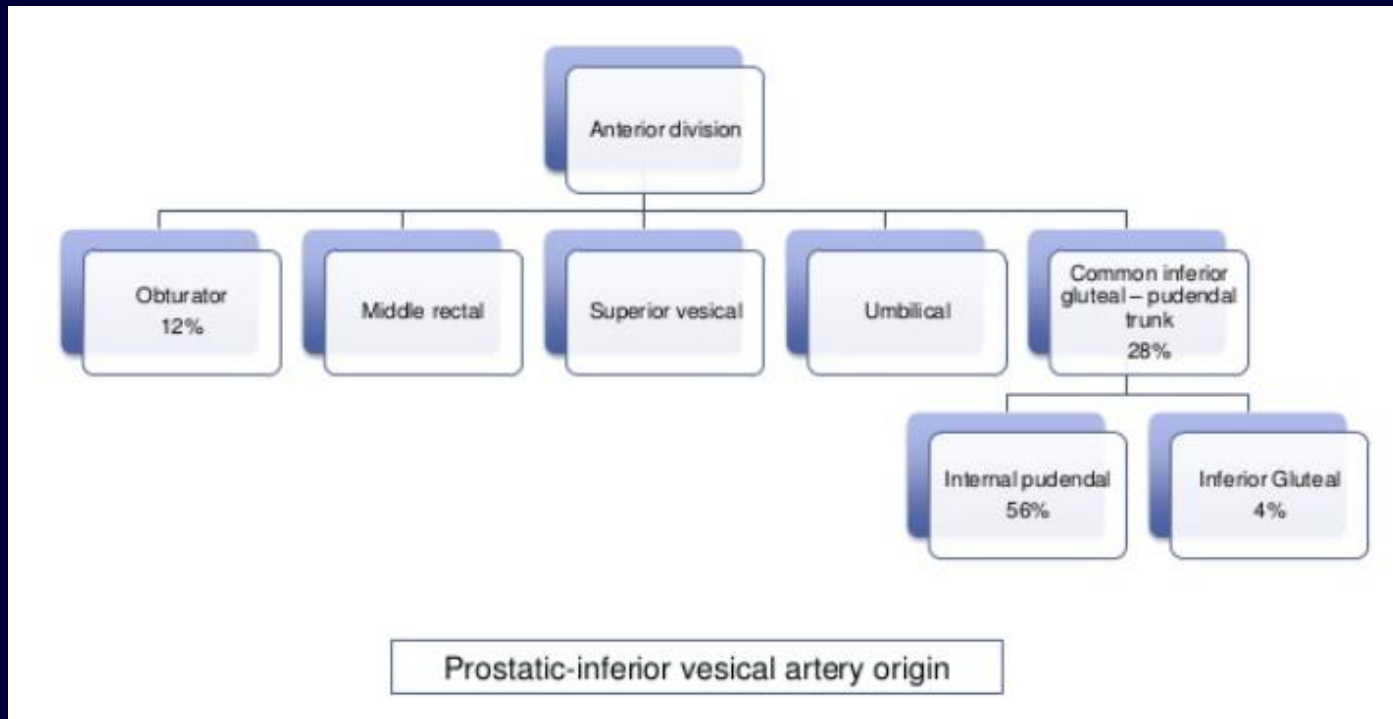 Anterior division
Obturator
12%
Middle rectal
Superior vesical
Umbilical
Common inferior
gluteal – pudendal
trunk
28%
Internal pudendal
56%
Inferior Gluteal
4%
Prostatic-inferior vesical artery origin